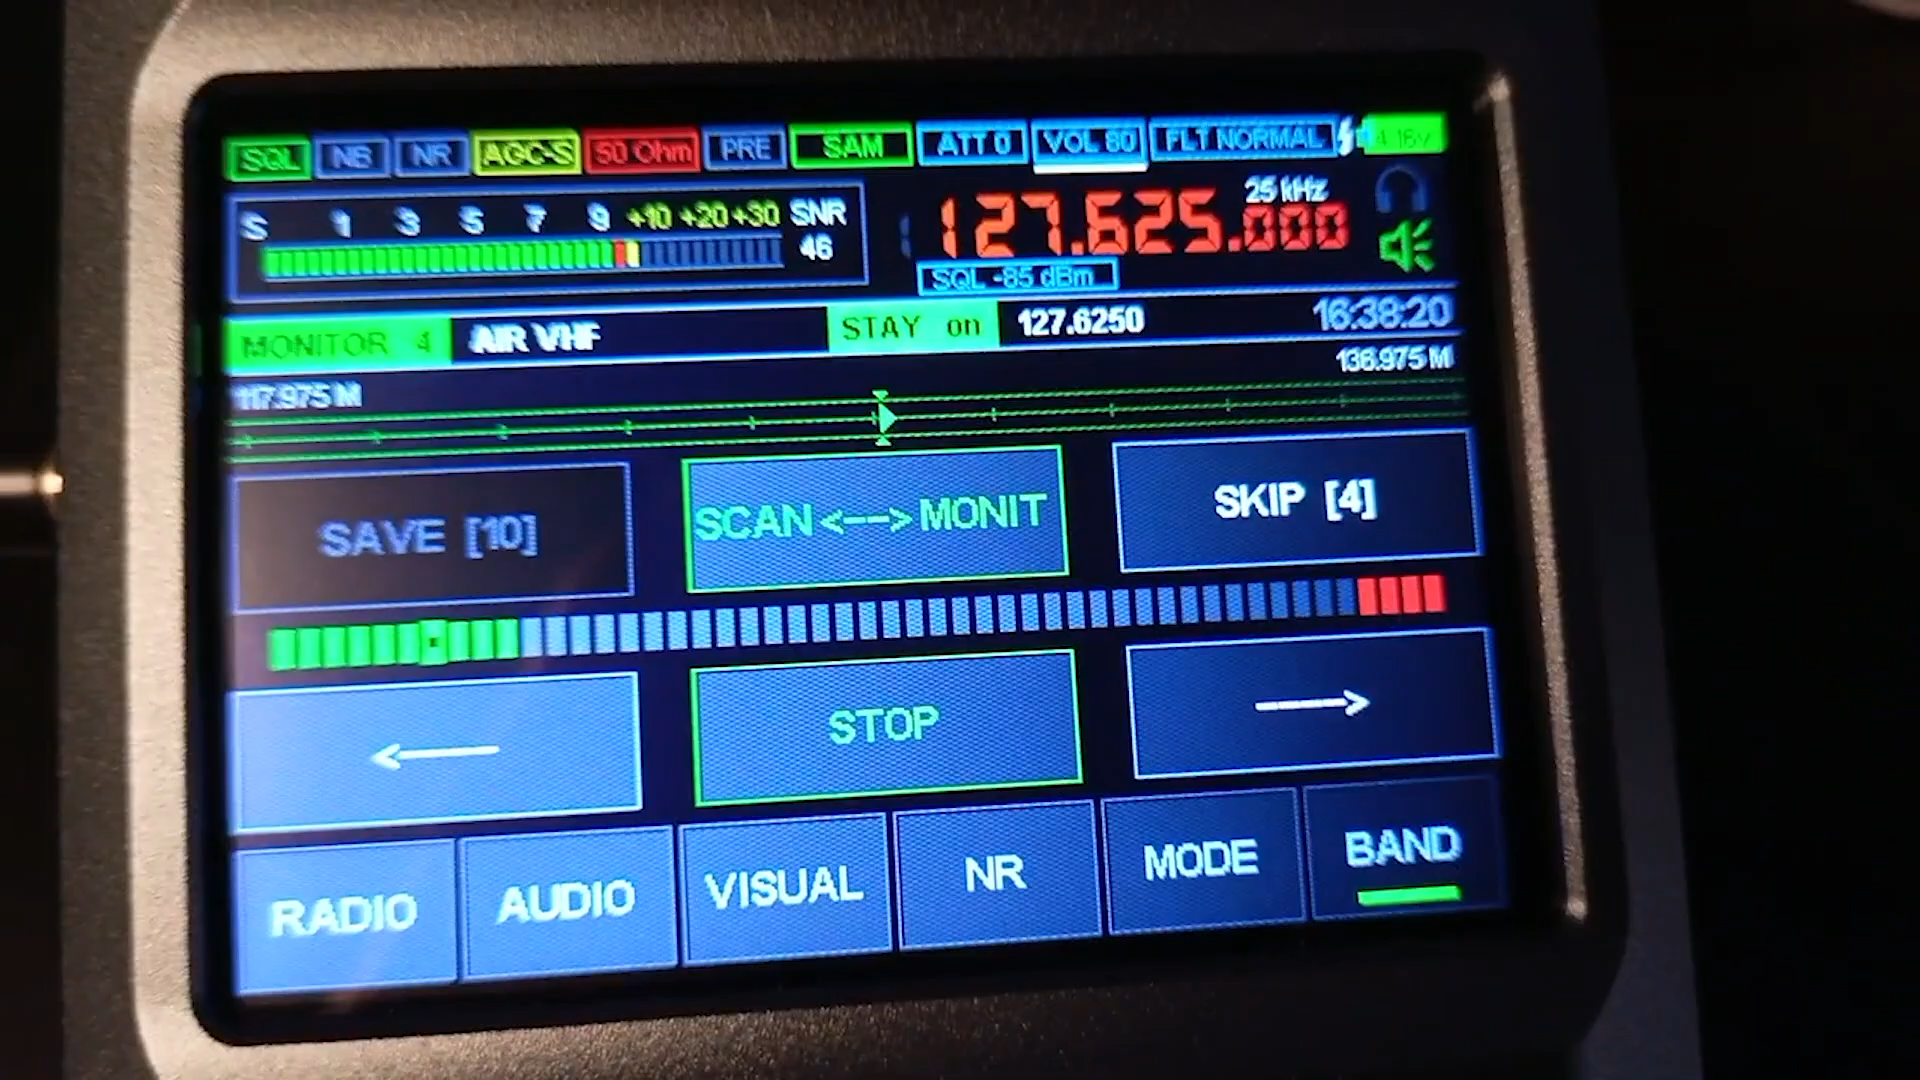 SQL NB NR AGC-S 50 Ohm PRE SAM ATT 0 VOL 80 FLT NORMAL 4.16V
S 1 3 5 7 9 +10 +20 +30 SNR
46
25 kHz
127.625.000
SQL -85 dBm
MONITOR 4 AIR VHF STAY on 127.6250 16:38:20
117.975 M 136.975 M
SAVE [10] SCAN <--> MONIT SKIP [4]
<---- STOP ---->
RADIO AUDIO VISUAL NR MODE BAND